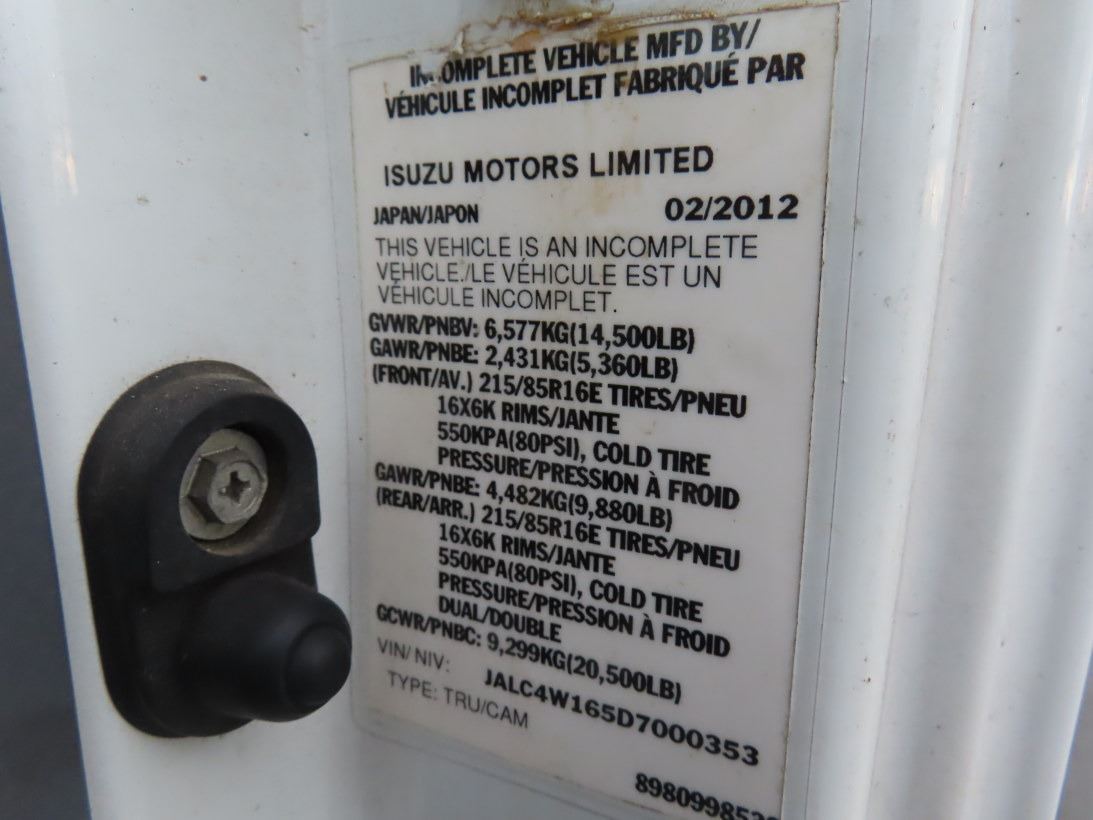 INCOMPLETE VEHICLE MFD BY/
VÉHICULE INCOMPLET FABRIQUÉ PAR
ISUZU MOTORS LIMITED
JAPAN/JAPON 02/2012
THIS VEHICLE IS AN INCOMPLETE
VEHICLE./LE VÉHICULE EST UN
VÉHICULE INCOMPLET.
GVWR/PNBV: 6,577KG(14,500LB)
GAWR/PNBE: 2,431KG(5,360LB)
(FRONT/AV.) 215/85R16E TIRES/PNEU
16X6K RIMS/JANTE
550KPA(80PSI), COLD TIRE
PRESSURE/PRESSION À FROID
GAWR/PNBE: 4,482KG(9,880LB)
(REAR/ARR.) 215/85R16E TIRES/PNEU
16X6K RIMS/JANTE
550KPA(80PSI), COLD TIRE
PRESSURE/PRESSION À FROID
DUAL/DOUBLE
GCWR/PNBC: 9,299KG(20,500LB)
VIN/NIV: JALC4W165D7000353
TYPE: TRU/CAM